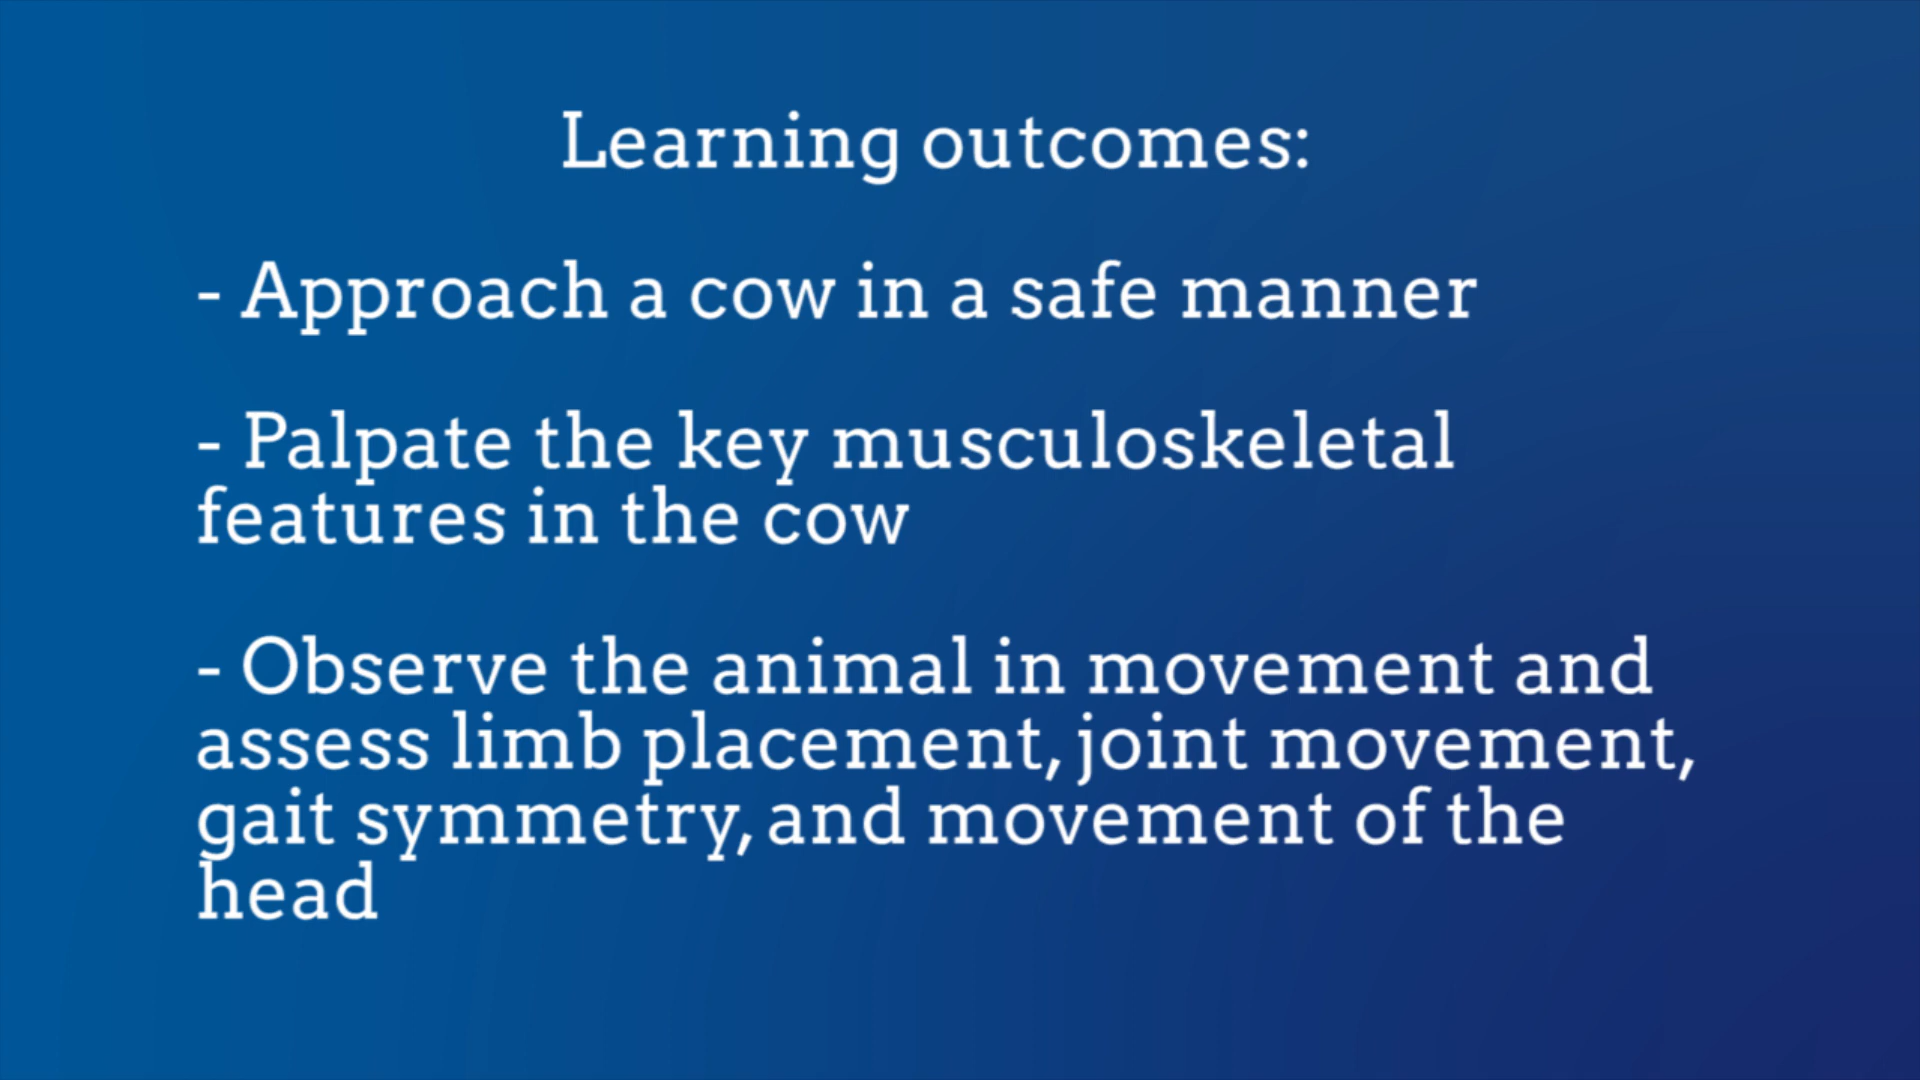 Learning outcomes:
- Approach a cow in a safe manner
- Palpate the key musculoskeletal
features in the cow
- Observe the animal in movement and
assess limb placement, joint movement,
gait symmetry, and movement of the
head